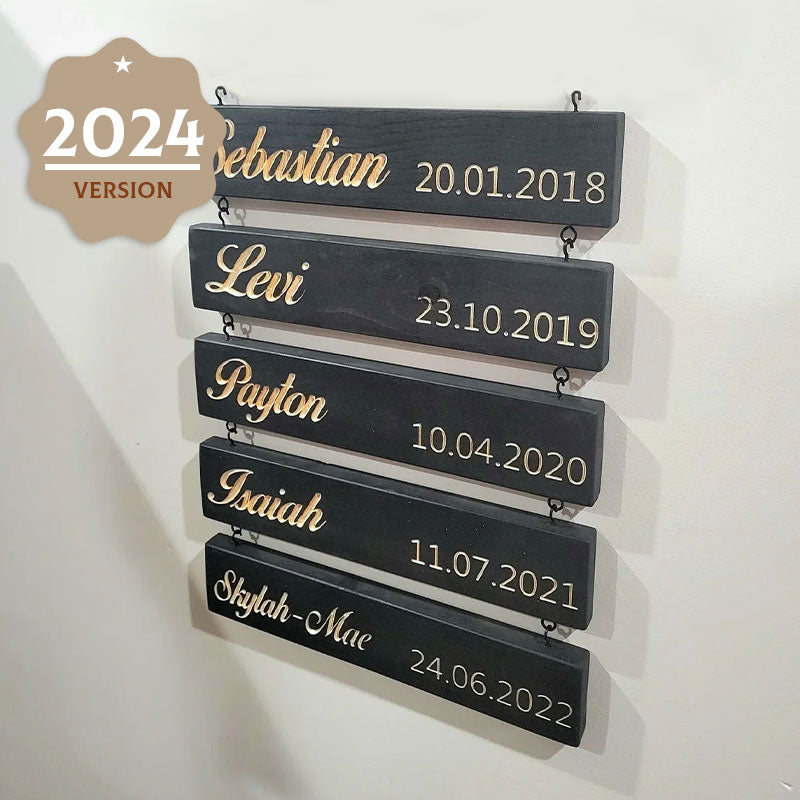 2024
VERSION
Sebastian 20.01.2018
Levi 23.10.2019
Payton 10.04.2020
Isaiah 11.07.2021
Skylah-Mae 24.06.2022